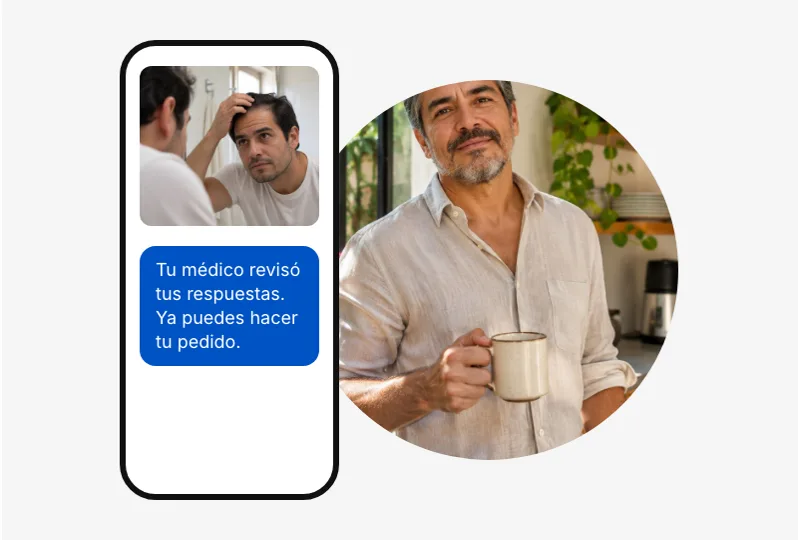 Tu médico revisó
tus respuestas.
Ya puedes hacer
tu pedido.